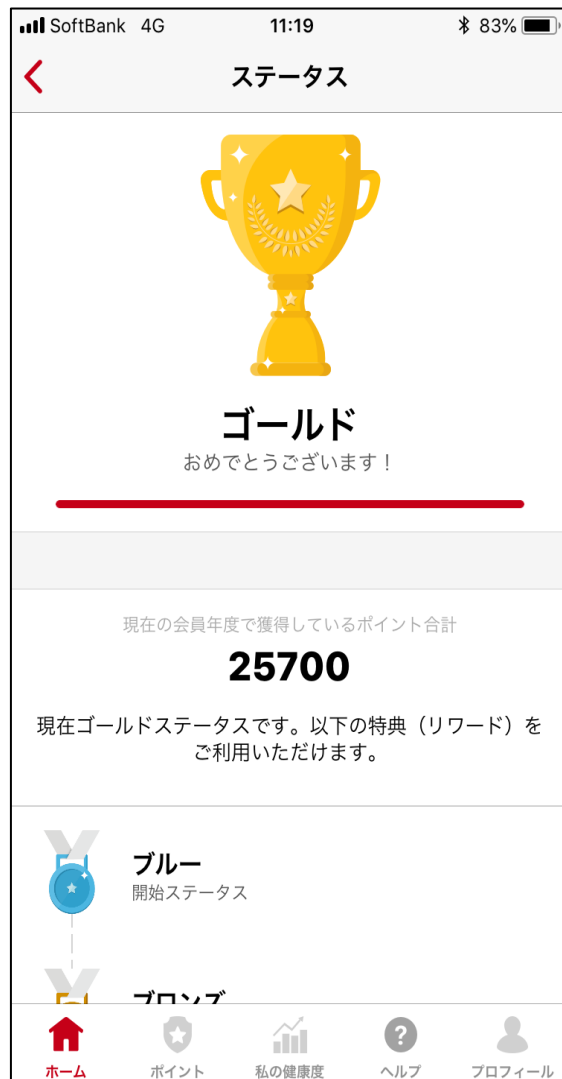 SoftBank 4G 11:19 83%
ステータス
ゴールド
おめでとうございます！
現在の会員年度で獲得しているポイント合計
25700
現在ゴールドステータスです。以下の特典（リワード）を
ご利用いただけます。
ブルー
開始ステータス
ブロンズ
ホーム ポイント 私の健康度 ヘルプ プロフィール